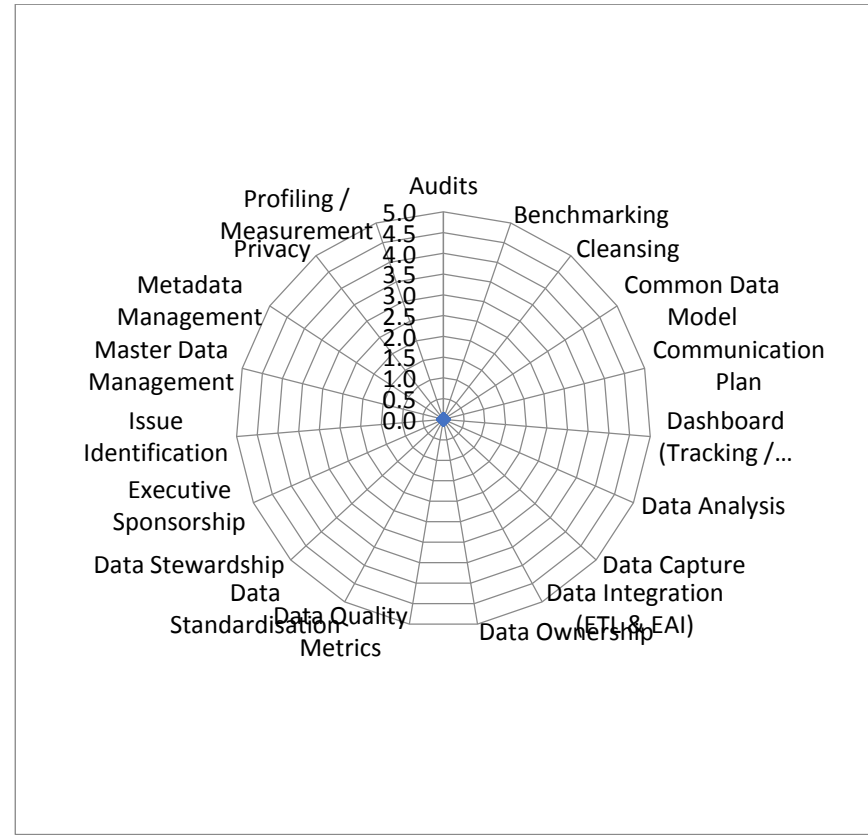 Audits
Benchmarking
Cleansing
Common Data
Model
Communication
Plan
Dashboard
(Tracking /...
Data Analysis
Data Capture
Data Integration
(ETL & EAI)
Data Ownership
Data Quality
Metrics
Data
Standardisation
Data Stewardship
Executive
Sponsorship
Issue
Identification
Master Data
Management
Metadata
Management
Privacy
Profiling /
Measurement
5.0
4.5
4.0
3.5
3.0
2.5
2.0
1.5
1.0
0.5
0.0